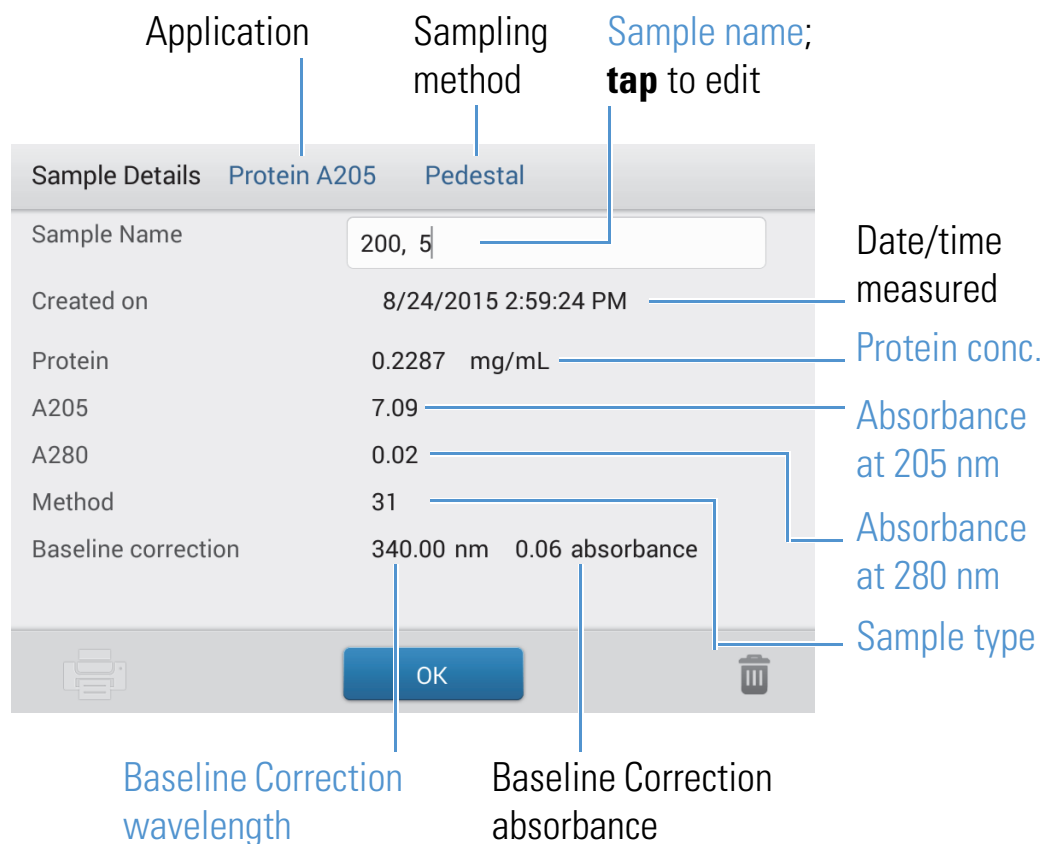 Application
Sampling
method
Sample name;
tap to edit
Sample Details Protein A205 Pedestal
Sample Name 200, 5
Created on 8/24/2015 2:59:24 PM
Protein 0.2287 mg/mL
A205 7.09
A280 0.02
Method 31
Baseline correction 340.00 nm 0.06 absorbance
OK
Date/time
measured
Protein conc.
Absorbance
at 205 nm
Absorbance
at 280 nm
Sample type
Baseline Correction
wavelength
Baseline Correction
absorbance